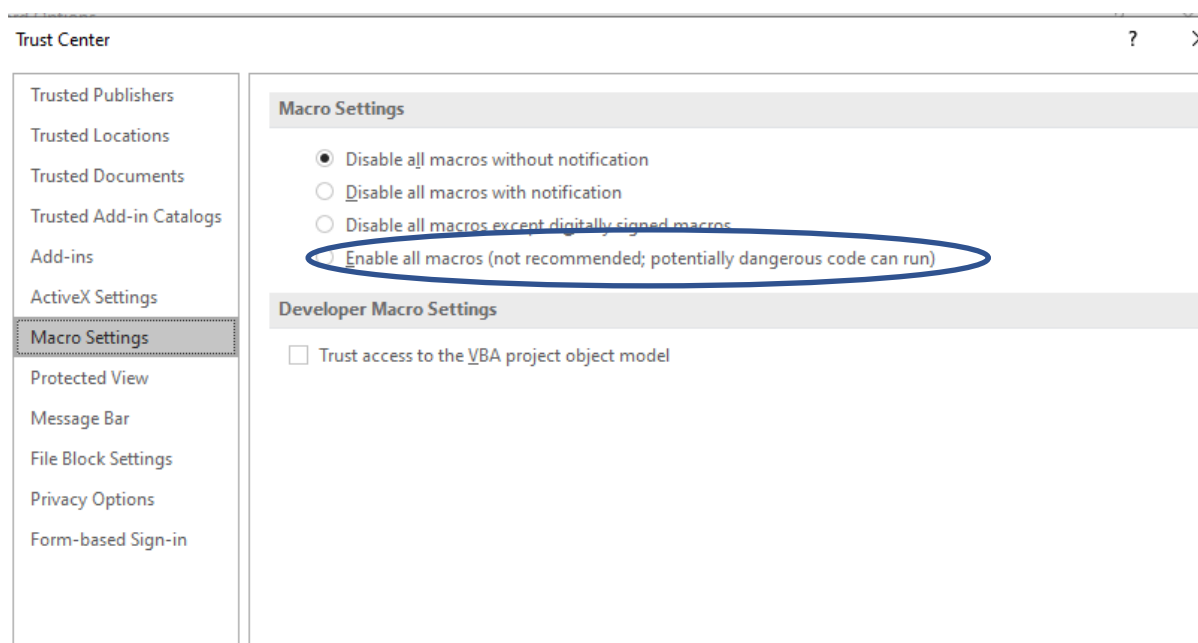 Trust Center
?
Trusted Publishers
Trusted Locations
Trusted Documents
Trusted Add-in Catalogs
Add-ins
ActiveX Settings
Macro Settings
Protected View
Message Bar
File Block Settings
Privacy Options
Form-based Sign-in
Macro Settings
Disable all macros without notification
Disable all macros with notification
Disable all macros except digitally signed macros
Enable all macros (not recommended; potentially dangerous code can run)
Developer Macro Settings
Trust access to the VBA project object model